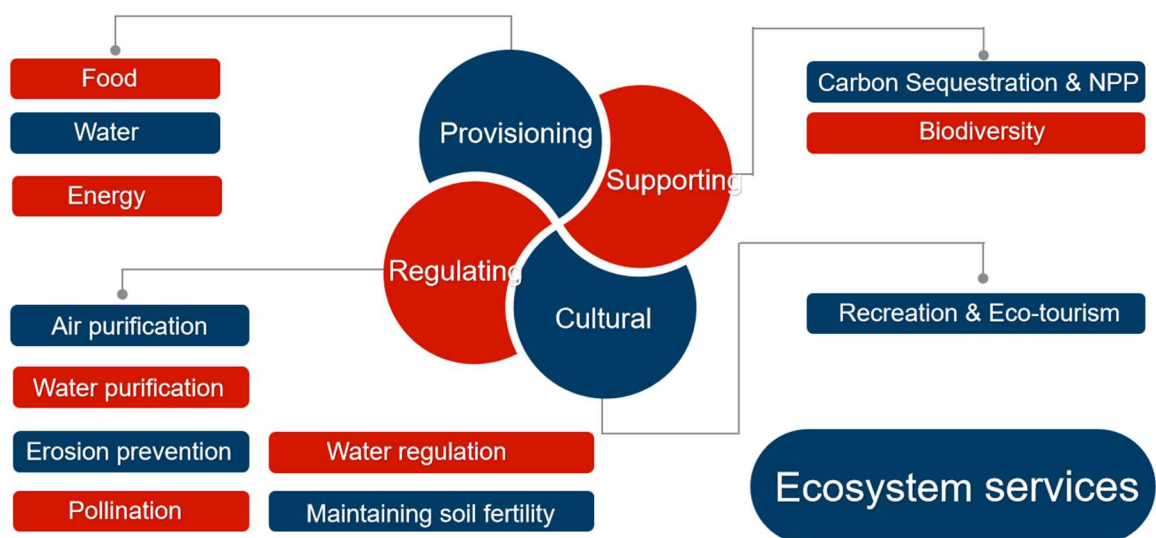 Food
Water
Energy
Provisioning
Supporting
Regulating
Cultural
Carbon Sequestration & NPP
Biodiversity
Recreation & Eco-tourism
Air purification
Water purification
Erosion prevention
Water regulation
Pollination
Maintaining soil fertility
Ecosystem services